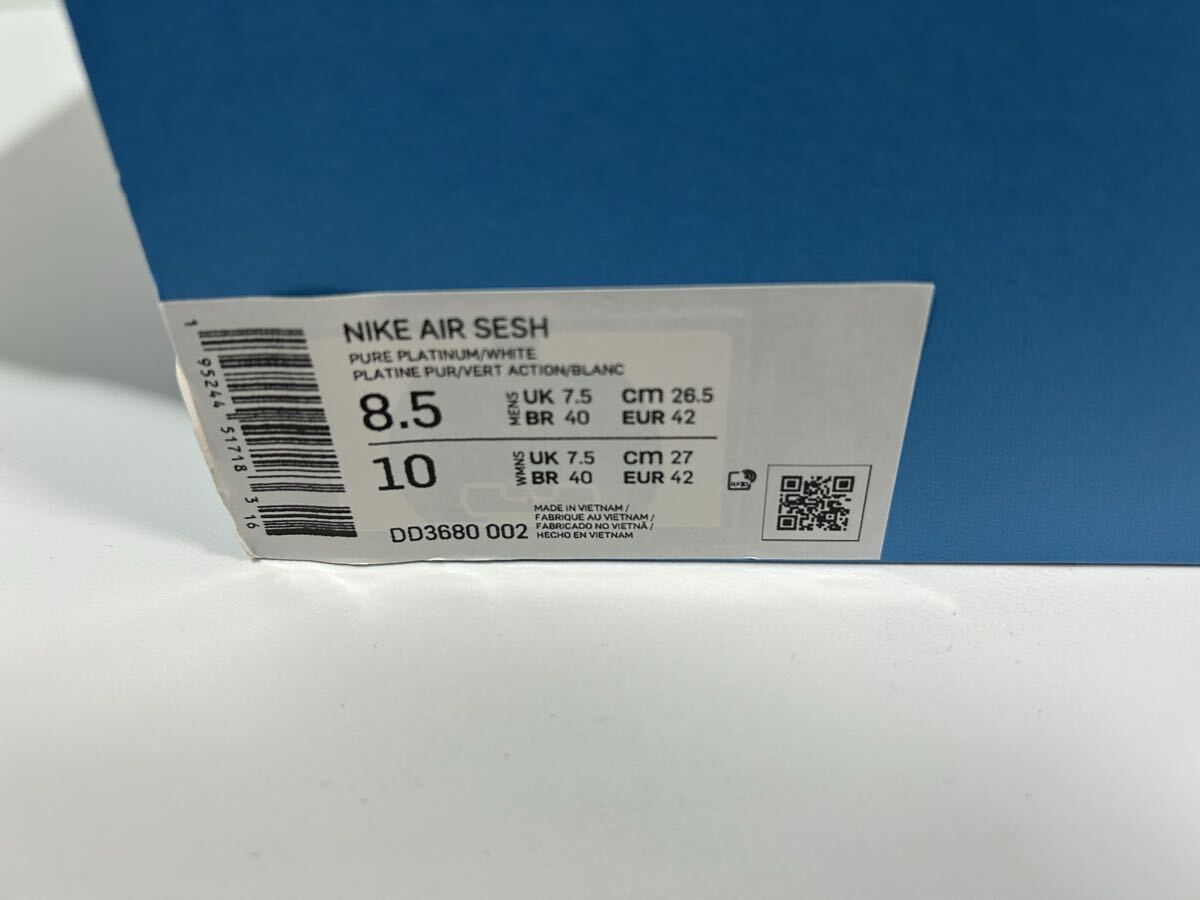 NIKE AIR SESH
PURE PLATINUM/WHITE
PLATINE PUR/VERT ACTION/BLANC
8.5 MENS UK 7.5 cm 26.5
BR 40 EUR 42
10 WMNS UK 7.5 cm 27
BR 40 EUR 42
DD3680 002
MADE IN VIETNAM /
FABRIQUE AU VIETNAM /
FABRICADO NO VIETNÃ /
HECHO EN VIETNAM
1 95244 51718 3 16